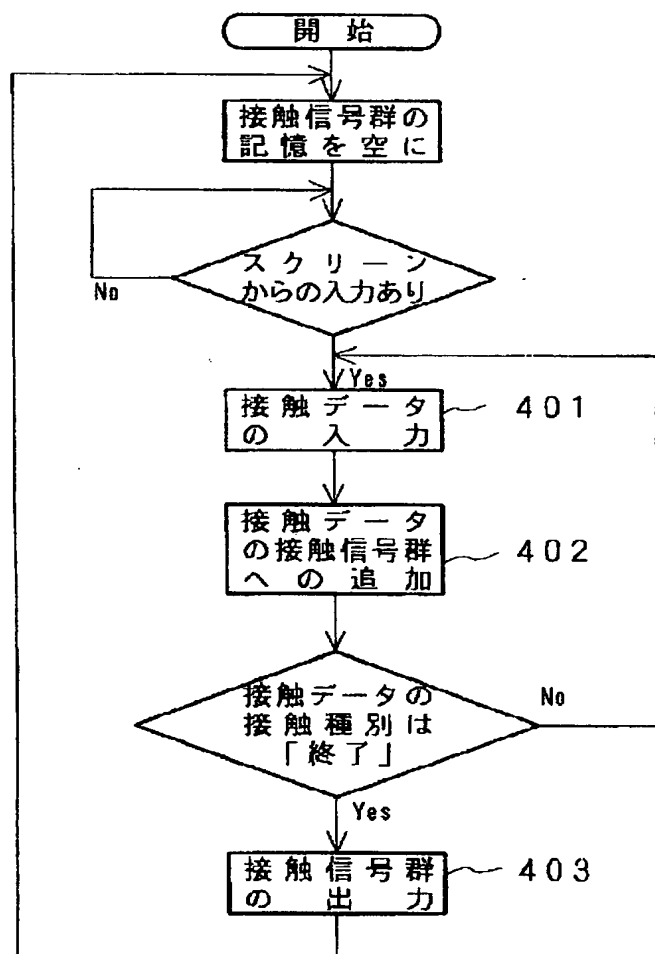 開始
接触信号群の
記憶を空に
スクリーン
からの入力あり
No
Yes
接触データ
の入力
401
接触データ
の接触信号群
への追加
402
接触データの
接触種別は
「終了」
No
Yes
接触信号群
の出力
403